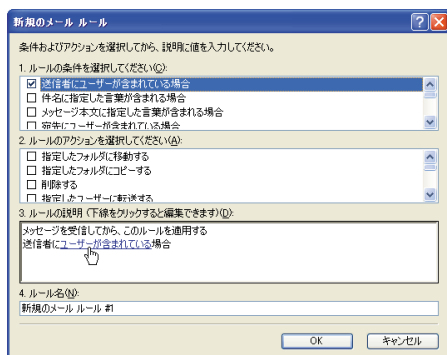 新規のメール ルール
条件およびアクションを選択してから、説明に値を入力してください。
1. ルールの条件を選択してください(C):
送信者にユーザーが含まれている場合
件名に指定した言葉が含まれる場合
メッセージ本文に指定した言葉が含まれる場合
宛先にユーザーが含まれている場合
2. ルールのアクションを選択してください(A):
指定したフォルダに移動する
指定したフォルダにコピーする
削除する
指定したユーザーに転送する
3. ルールの説明 (下線をクリックすると編集できます)(D):
メッセージを受信してから、このルールを適用する
送信者にユーザーが含まれている場合
4. ルール名(N):
新規のメール ルール #1
OK キャンセル